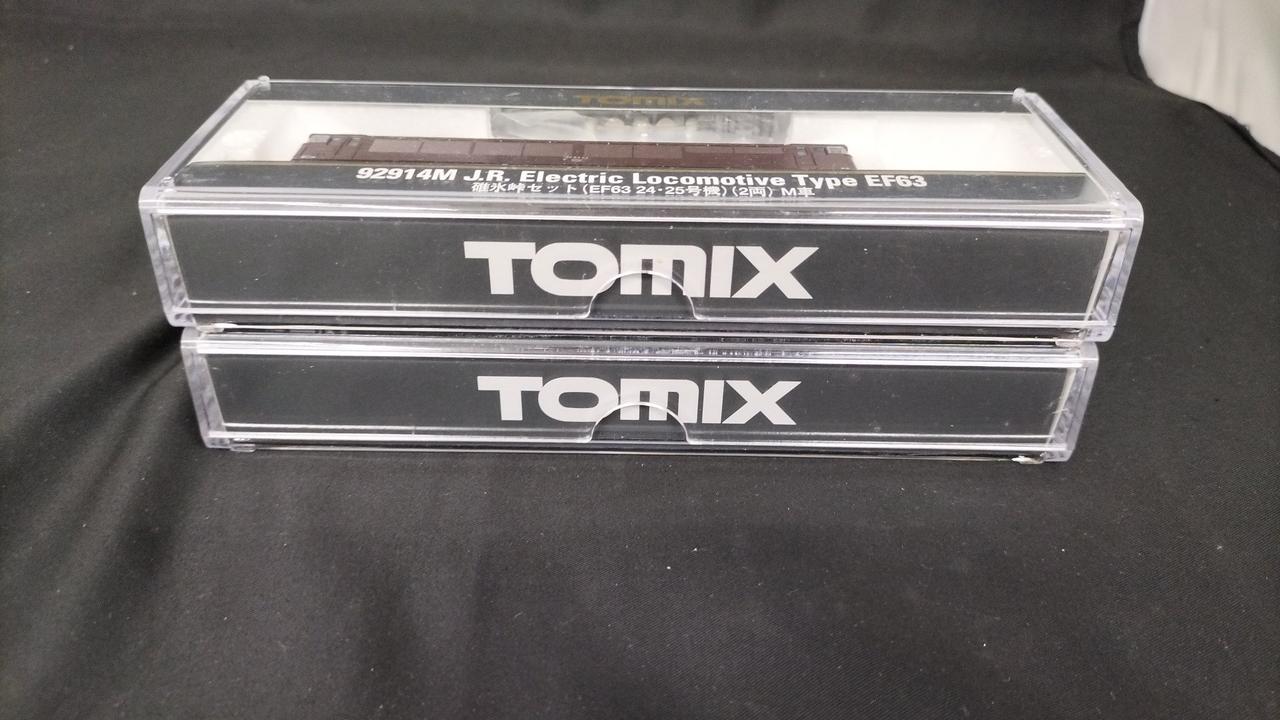 TOMIX
92914M J.R. Electric Locomotive Type EF63
碓氷峠セット(EF63 24・25号機)(2両) M車
TOMIX
TOMIX